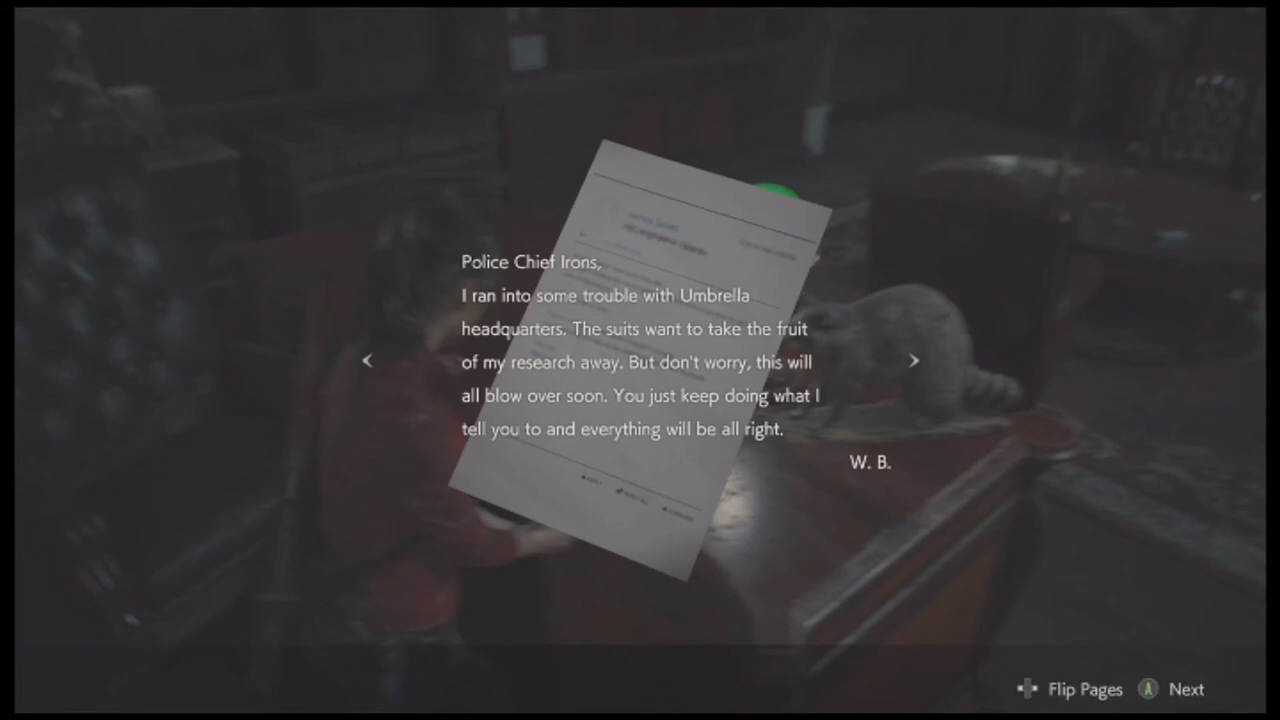 Police Chief Irons,
I ran into some trouble with Umbrella
headquarters. The suits want to take the fruit
of my research away. But don't worry, this will
all blow over soon. You just keep doing what I
tell you to and everything will be all right.
W. B.
Flip Pages A Next